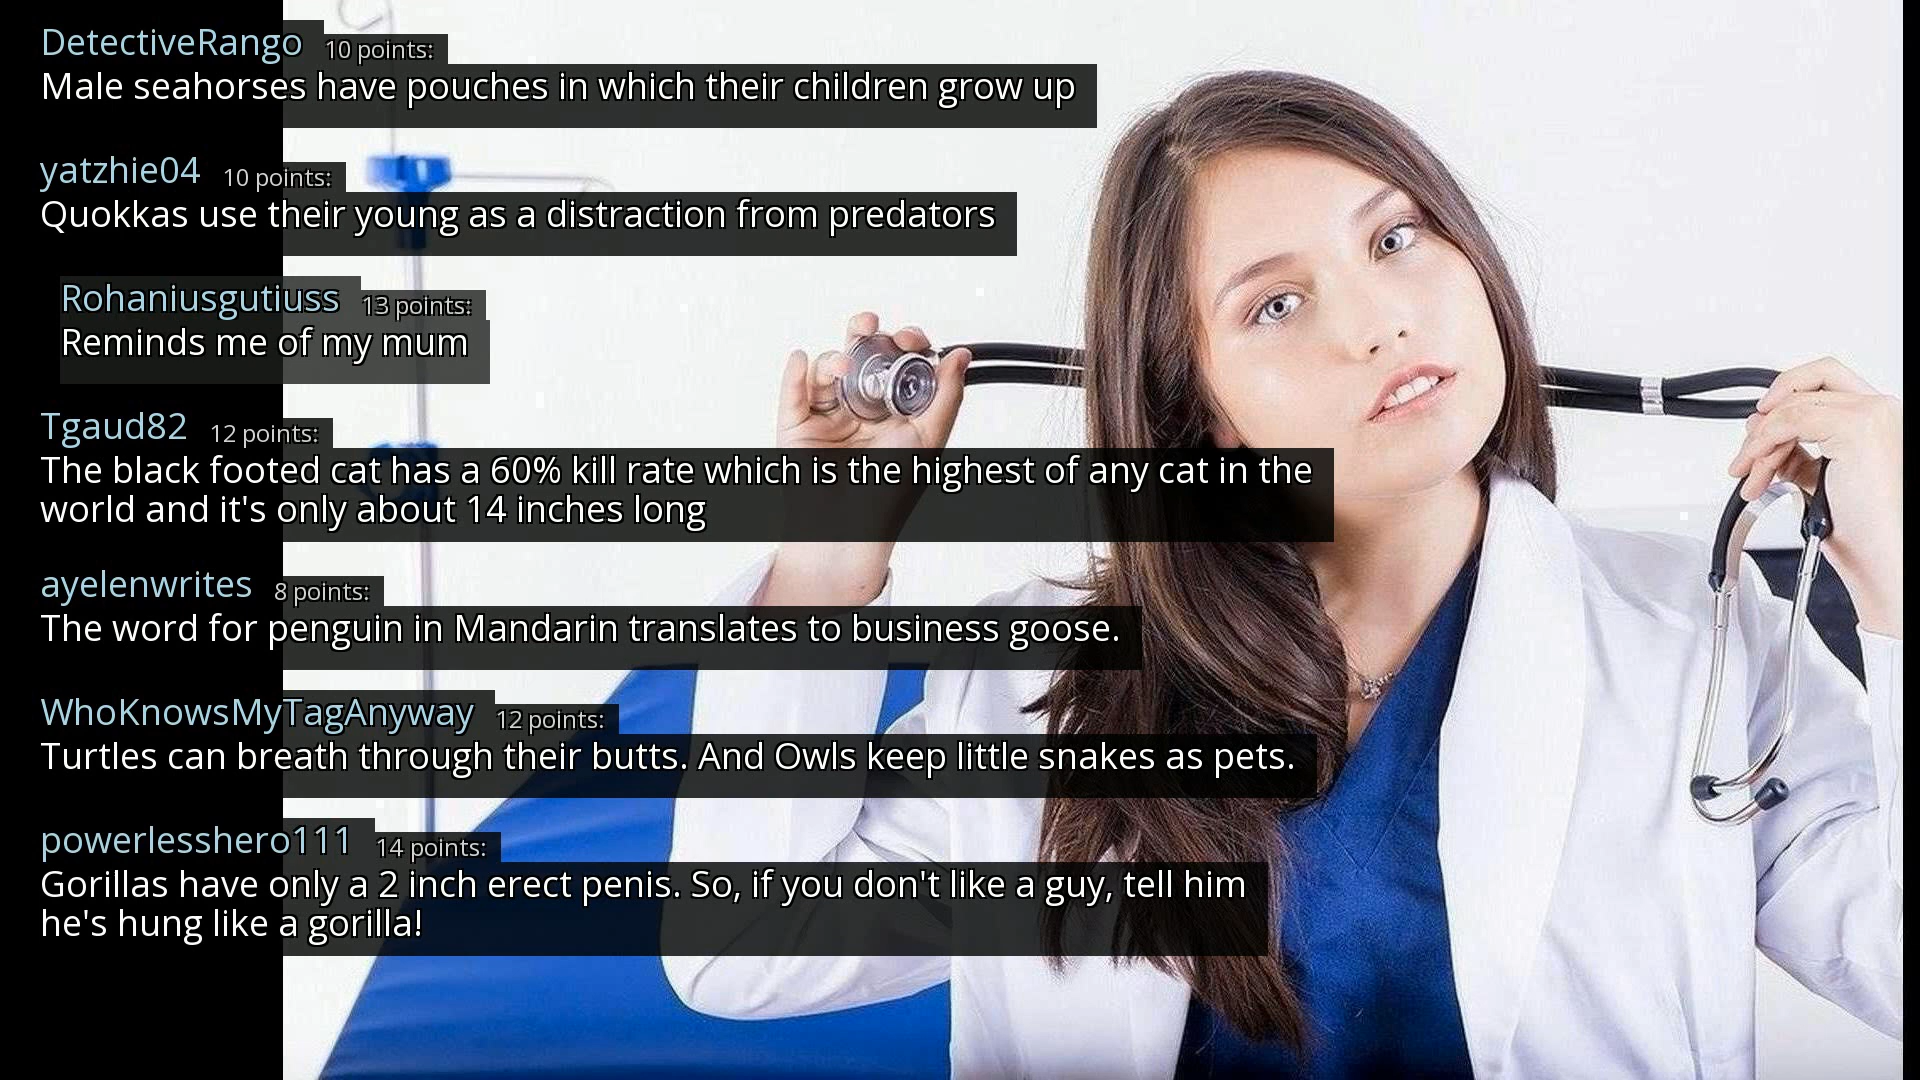 DetectiveRango 10 points:
Male seahorses have pouches in which their children grow up
yatzhie04 10 points:
Quokkas use their young as a distraction from predators
Rohaniusgutiuss 13 points:
Reminds me of my mum
Tgaud82 12 points:
The black footed cat has a 60% kill rate which is the highest of any cat in the
world and it's only about 14 inches long
ayelenwrites 8 points:
The word for penguin in Mandarin translates to business goose.
WhoKnowsMyTagAnyway 12 points:
Turtles can breath through their butts. And Owls keep little snakes as pets.
powerlesshero111 14 points:
Gorillas have only a 2 inch erect penis. So, if you don't like a guy, tell him
he's hung like a gorilla!